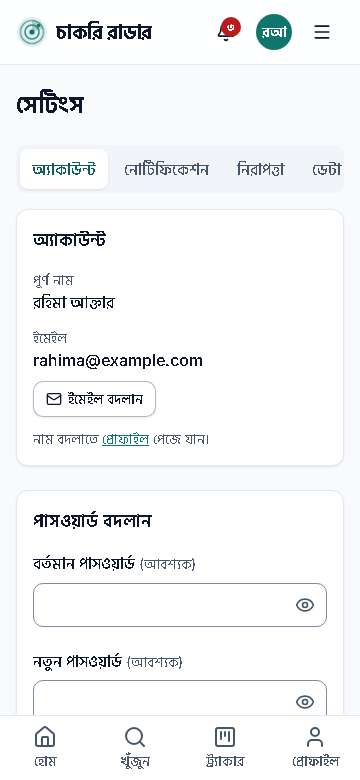 চাকরি রাডার
৩
রআ
সেটিংস
অ্যাকাউন্ট
নোটিফিকেশন
নিরাপত্তা
ডেটা
অ্যাকাউন্ট
পূর্ণ নাম
রহিমা আক্তার
ইমেইল
rahima@example.com
ইমেইল বদলান
নাম বদলাতে প্রোফাইল পেজে যান।
পাসওয়ার্ড বদলান
বর্তমান পাসওয়ার্ড (আবশ্যক)
নতুন পাসওয়ার্ড (আবশ্যক)
হোম
খুঁজুন
ট্র্যাকার
প্রোফাইল